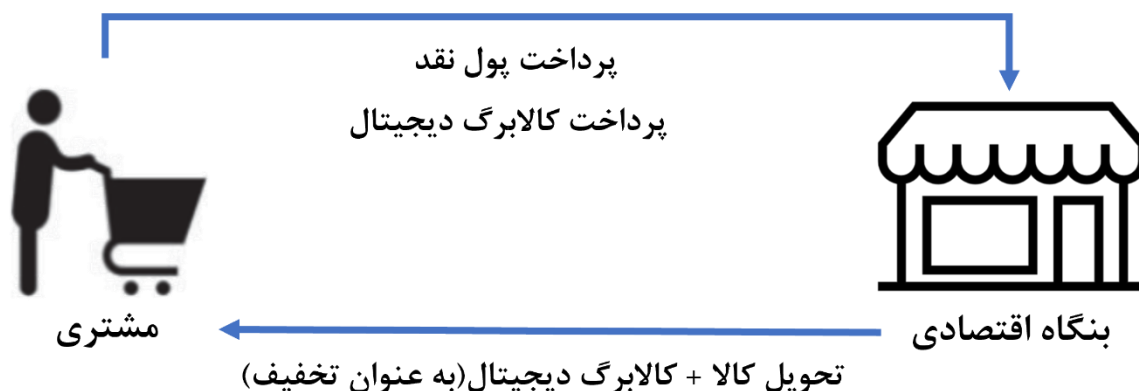 پرداخت پول نقد
پرداخت کالابرگ دیجیتال
مشتری
بنگاه اقتصادی
تحویل کالا + کالابرگ دیجیتال(به عنوان تخفیف)